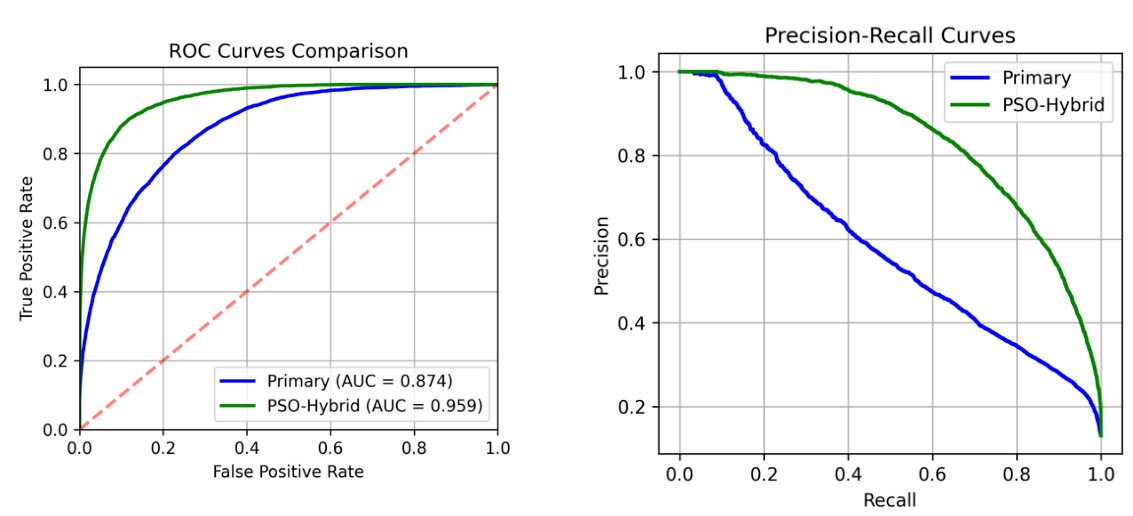 ROC Curves Comparison
1.0
0.8
0.6
0.4
0.2
0.0
True Positive Rate
0.0 0.2 0.4 0.6 0.8 1.0
False Positive Rate
Primary (AUC = 0.874)
PSO-Hybrid (AUC = 0.959)
Precision-Recall Curves
1.0
0.8
0.6
0.4
0.2
Precision
0.0 0.2 0.4 0.6 0.8 1.0
Recall
Primary
PSO-Hybrid